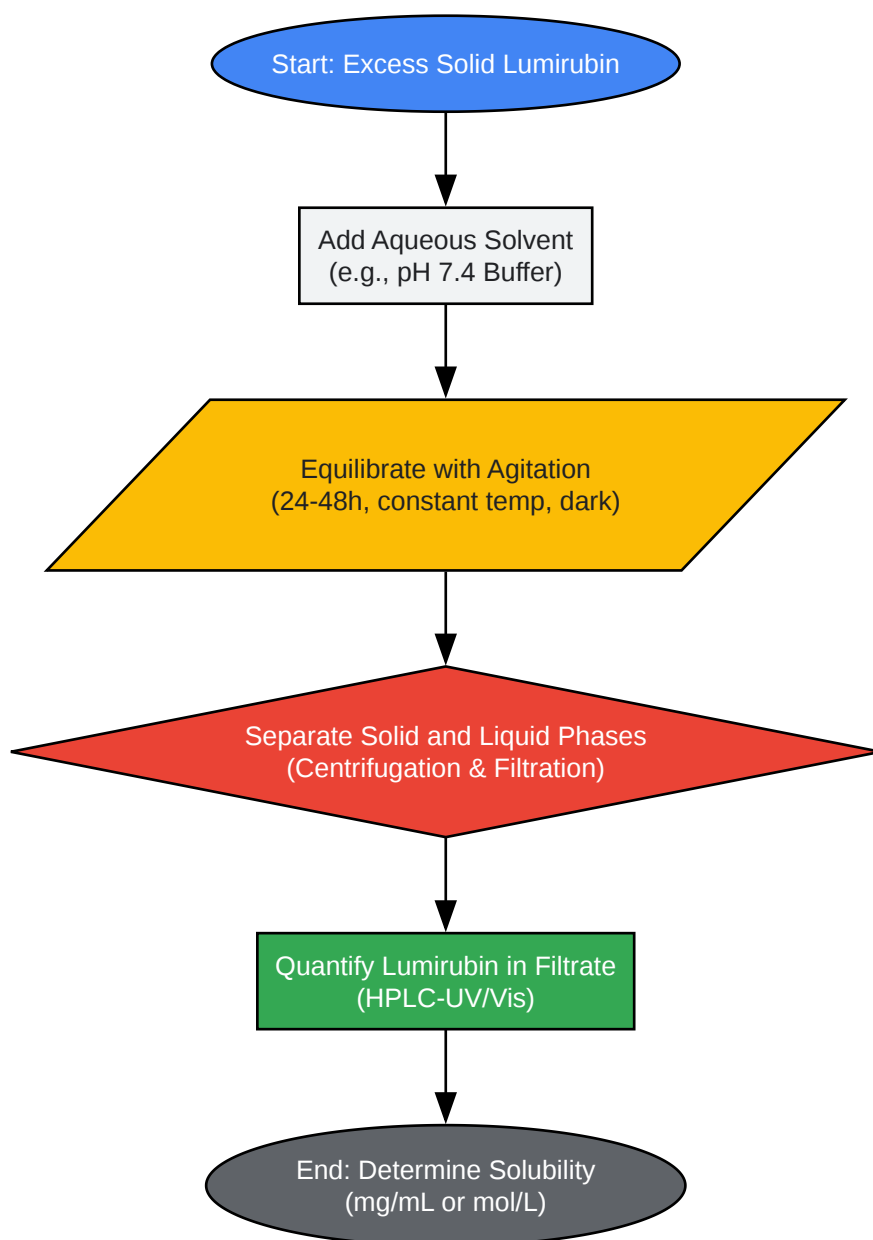 Start: Excess Solid Lumirubin
Add Aqueous Solvent
(e.g., pH 7.4 Buffer)
Equilibrate with Agitation
(24-48h, constant temp, dark)
Separate Solid and Liquid Phases
(Centrifugation & Filtration)
Quantify Lumirubin in Filtrate
(HPLC-UV/Vis)
End: Determine Solubility
(mg/mL or mol/L)